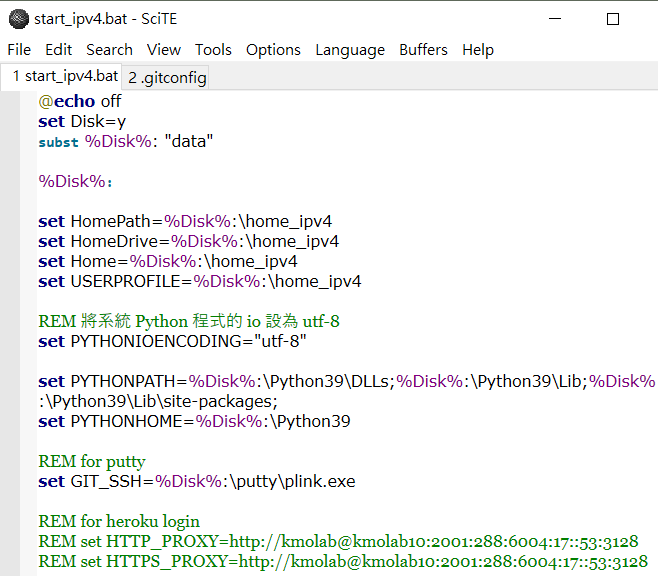 start_ipv4.bat - SciTE
File Edit Search View Tools Options Language Buffers Help
1 start_ipv4.bat 2 .gitconfig
@echo off
set Disk=y
subst %Disk%: "data"
%Disk%:
set HomePath=%Disk%:\home_ipv4
set HomeDrive=%Disk%:\home_ipv4
set Home=%Disk%:\home_ipv4
set USERPROFILE=%Disk%:\home_ipv4
REM 將系統 Python 程式的 io 設為 utf-8
set PYTHONIOENCODING="utf-8"
set PYTHONPATH=%Disk%:\Python39\DLLs;%Disk%:\Python39\Lib;%Disk%
:\Python39\Lib\site-packages;
set PYTHONHOME=%Disk%:\Python39
REM for putty
set GIT_SSH=%Disk%:\putty\plink.exe
REM for heroku login
REM set HTTP_PROXY=http://kmolab@kmolab10:2001:288:6004:17::53:3128
REM set HTTPS_PROXY=http://kmolab@kmolab10:2001:288:6004:17::53:3128